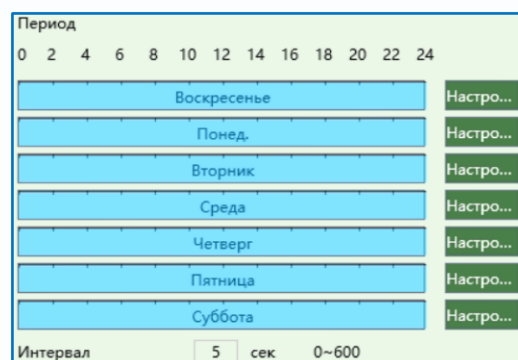 Период
0 2 4 6 8 10 12 14 16 18 20 22 24
Воскресенье Настро...
Понед. Настро...
Вторник Настро...
Среда Настро...
Четверг Настро...
Пятница Настро...
Суббота Настро...
Интервал 5 сек 0~600